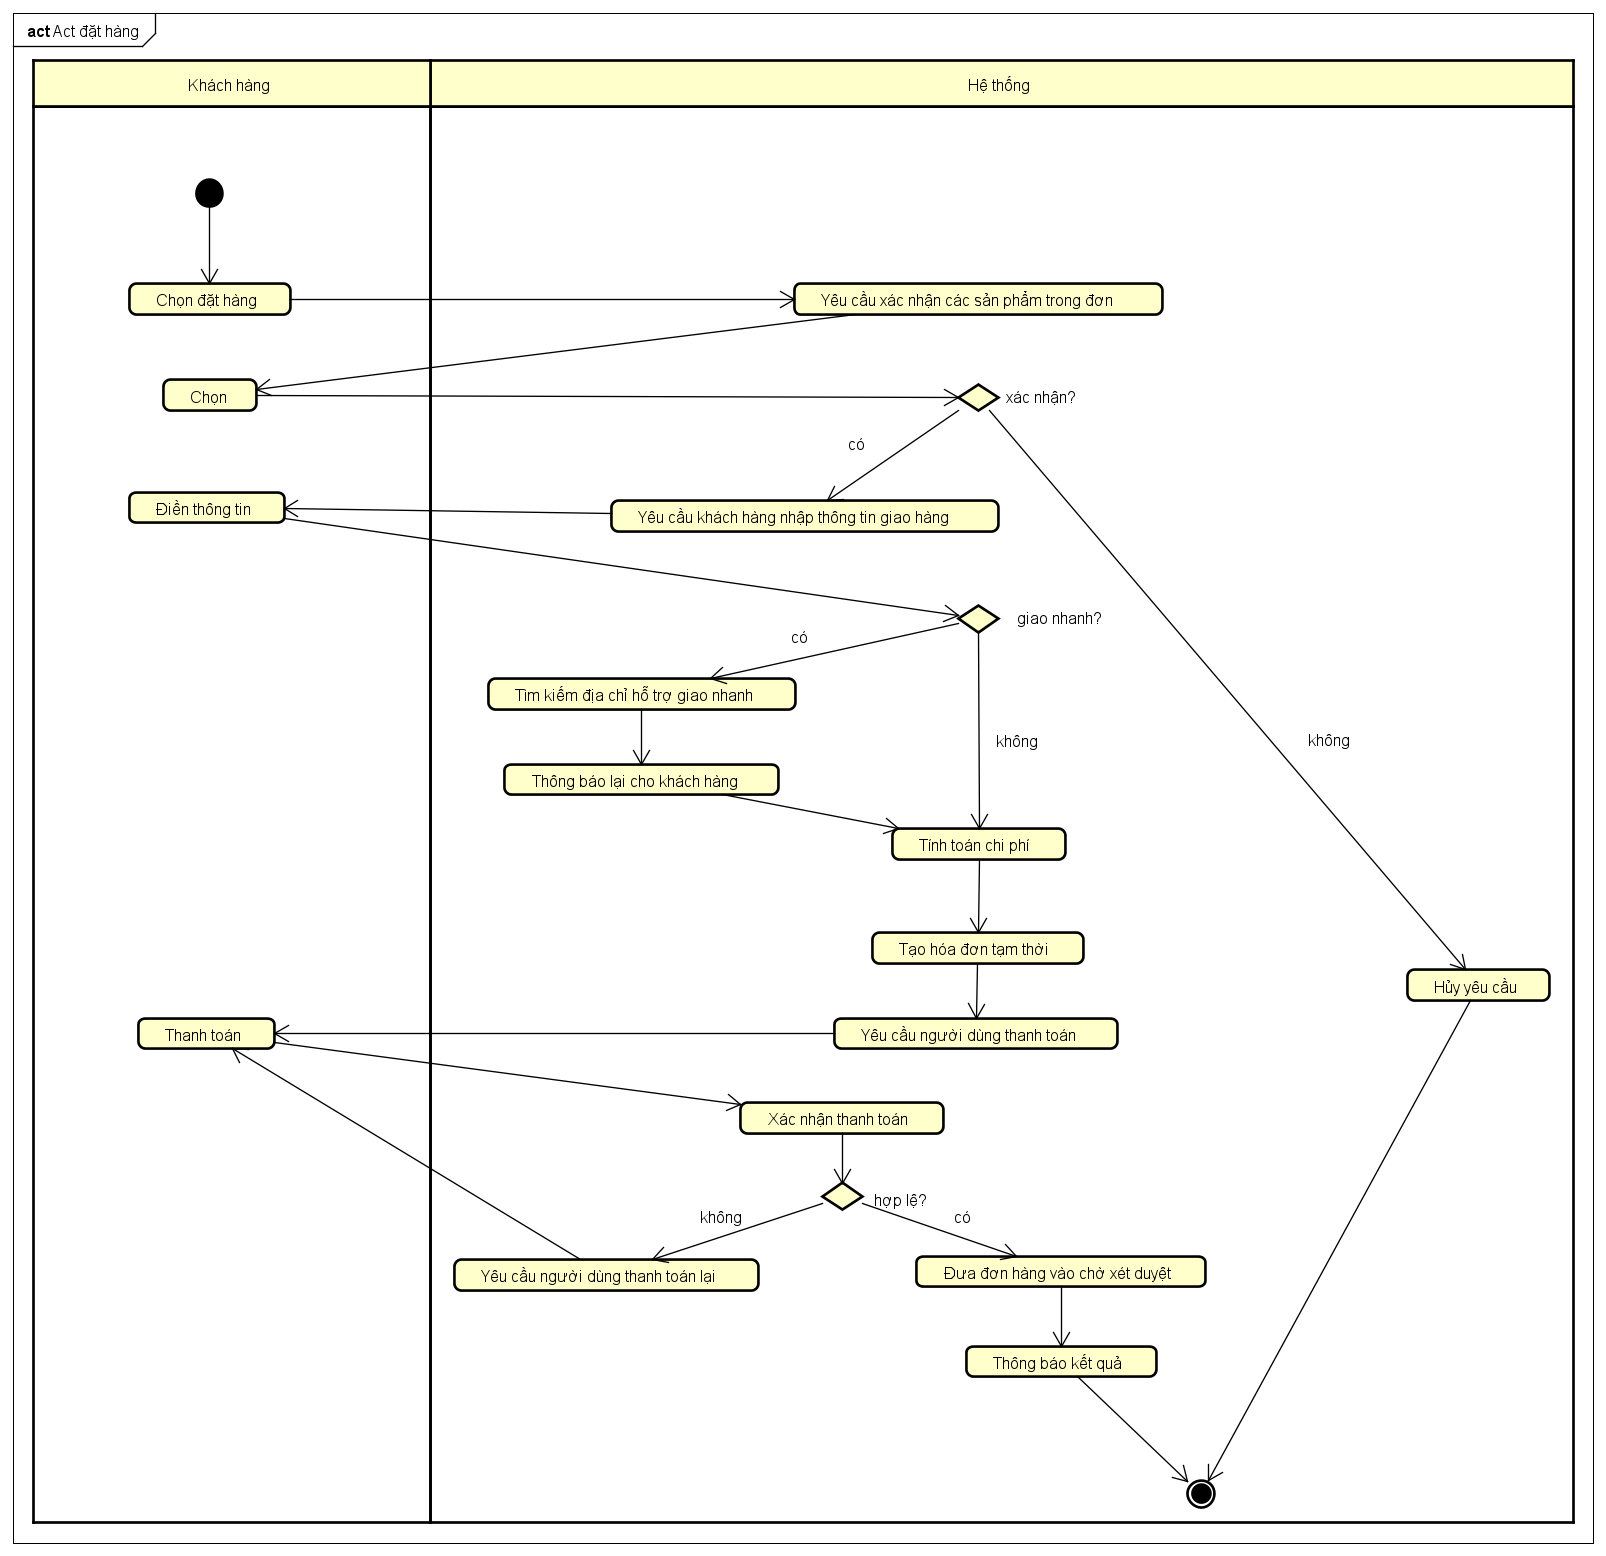 act Act đặt hàng
Khách hàng
Hệ thống
Chọn đặt hàng
Yêu cầu xác nhận các sản phẩm trong đơn
Chọn
xác nhận?
có
Điền thông tin
Yêu cầu khách hàng nhập thông tin giao hàng
giao nhanh?
có
Tìm kiếm địa chỉ hỗ trợ giao nhanh
không
không
Thông báo lại cho khách hàng
Tính toán chi phí
Tạo hóa đơn tạm thời
Hủy yêu cầu
Thanh toán
Yêu cầu người dùng thanh toán
Xác nhận thanh toán
hợp lệ?
không
có
Yêu cầu người dùng thanh toán lại
Đưa đơn hàng vào chờ xét duyệt
Thông báo kết quả